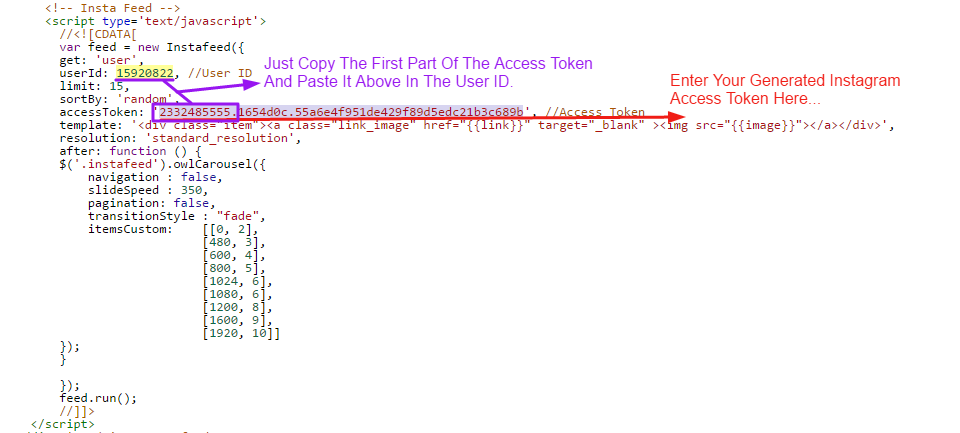 <!-- Insta Feed -->
<script type='text/javascript'>
//<![CDATA[
var feed = new Instafeed({
get: 'user',
userId: 15920822, //User ID
Just Copy The First Part Of The Access Token
And Paste It Above In The User ID.
limit: 15,
sortBy: 'random',
Enter Your Generated Instagram
Access Token Here...
accessToken: '2332485555.1654d0c.55a6e4f951de429f89d5edc21b3c689b', //Access Token
template: '<div class="item"><a class="link_image" href="{{link}}" target="_blank" ><img src="{{image}}"></a></div>',
resolution: 'standard_resolution',
after: function () {
$('.instafeed').owlCarousel({
navigation : false,
slideSpeed : 350,
pagination: false,
transitionStyle : "fade",
itemsCustom: [[0, 2],
[480, 3],
[600, 4],
[800, 5],
[1024, 6],
[1080, 6],
[1200, 8],
[1600, 9],
[1920, 10]]
});
}
});
feed.run();
//]]>
</script>